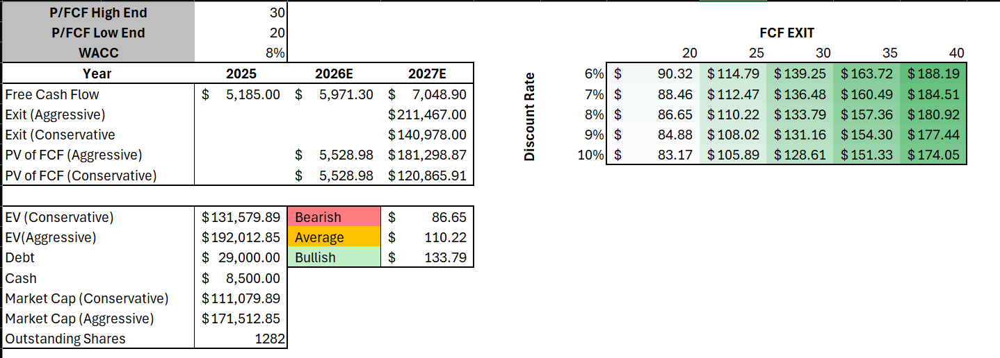 P/FCF High End 30
P/FCF Low End 20 FCF EXIT
WACC 8% 20 25 30 35 40
Year 2025 2026E 2027E 6% $ 90.32 $114.79 $139.25 $163.72 $188.19
Free Cash Flow $ 5,185.00 $ 5,971.30 $ 7,048.90 7% $ 88.46 $112.47 $136.48 $160.49 $184.51
Exit (Aggressive) $211,467.00 8% $ 86.65 $110.22 $133.79 $157.36 $180.92
Exit (Conservative $140,978.00 9% $ 84.88 $108.02 $131.16 $154.30 $177.44
PV of FCF (Aggressive) $ 5,528.98 $181,298.87 10% $ 83.17 $105.89 $128.61 $151.33 $174.05
PV of FCF (Conservative) $ 5,528.98 $120,865.91
Discount Rate
EV (Conservative) $131,579.89 Bearish $ 86.65
EV(Aggressive) $192,012.85 Average $ 110.22
Debt $ 29,000.00 Bullish $ 133.79
Cash $ 8,500.00
Market Cap (Conservative) $111,079.89
Market Cap (Aggressive) $171,512.85
Outstanding Shares 1282